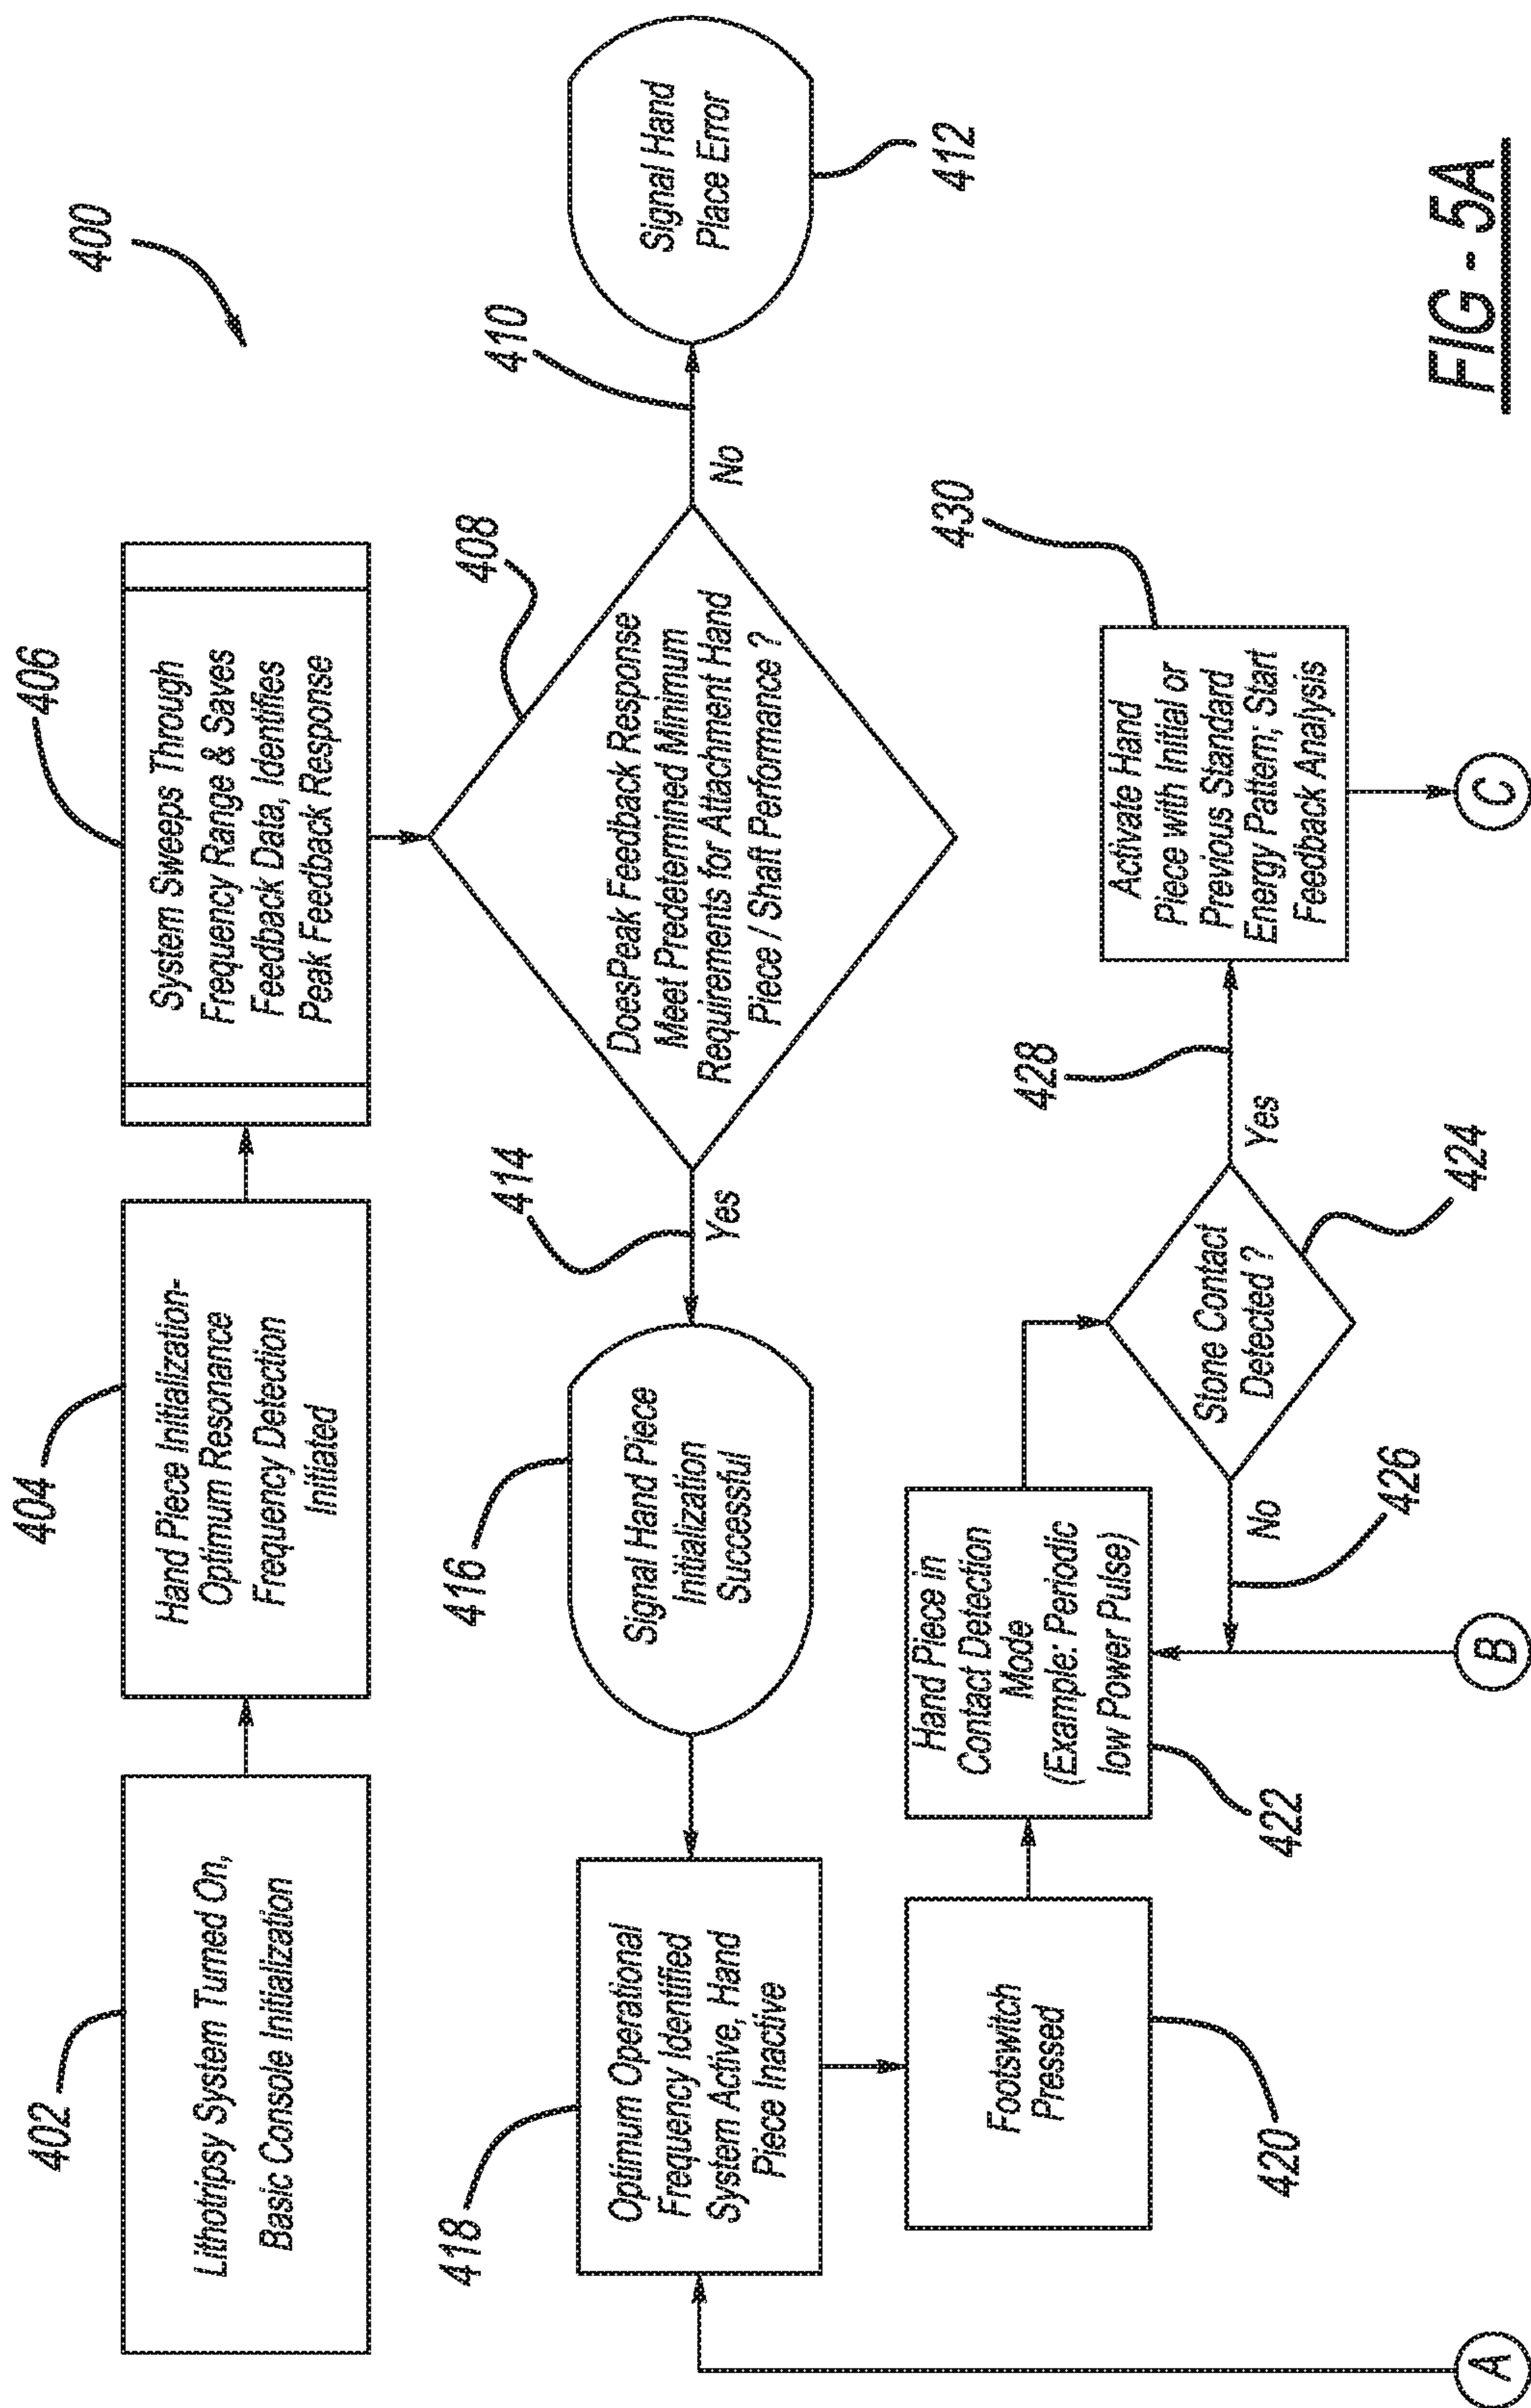 400
402
Lithotripsy System Turned On,
Basic Console Initialization
404
Hand Piece Initialization-
Optimum Resonance
Frequency Detection
Initiated
406
System Sweeps Through
Frequency Range & Saves
Feedback Data, Identifies
Peak Feedback Response
408
DoesPeak Feedback Response
Meet Predetermined Minimum
Requirements for Attachment Hand
Piece / Shaft Performance ?
410
No
Signal Hand
Place Error
412
414
Yes
416
Signal Hand Piece
Initialization
Successful
418
Optimum Operational
Frequency Identified
System Active, Hand
Piece Inactive
Footswitch
Pressed
420
Hand Piece in
Contact Detection
Mode
(Example: Periodic
low Power Pulse)
422
Stone Contact
Detected ?
424
No
426
Yes
428
430
Activate Hand
Piece with Initial or
Previous Standard
Energy Pattern; Start
Feedback Analysis
A
B
C
FIG - 5A